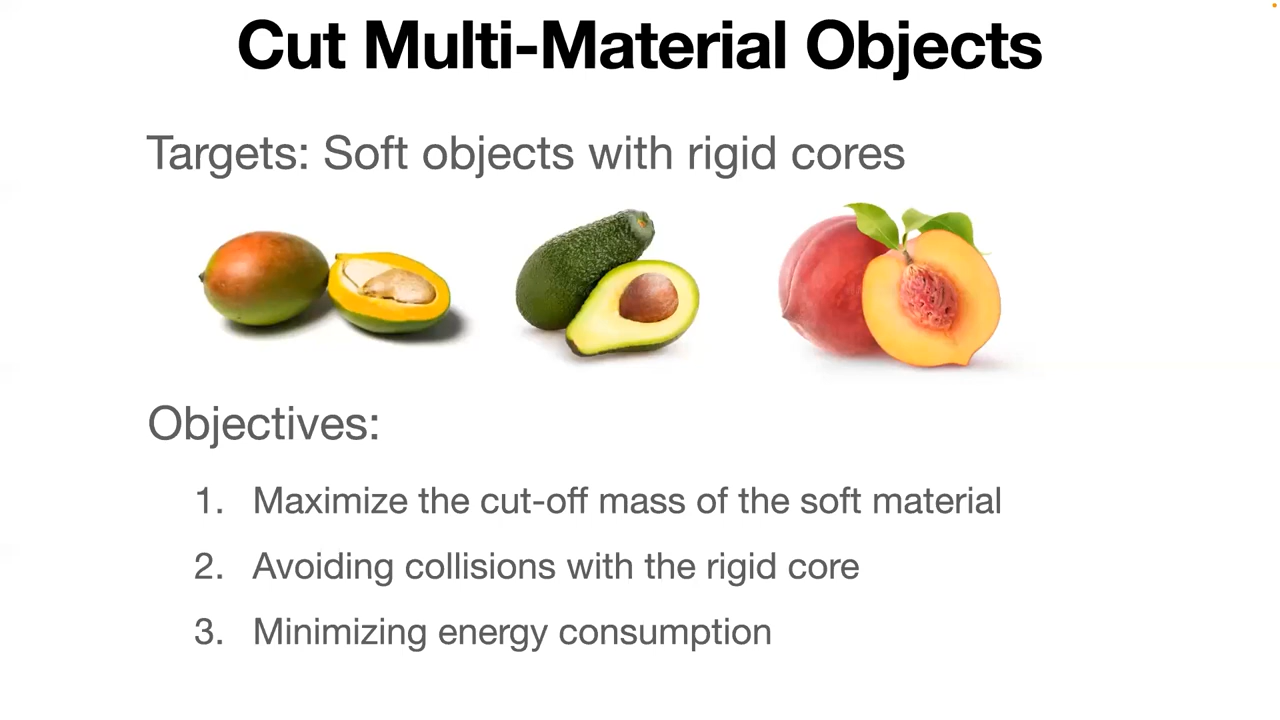 Cut Multi-Material Objects
Targets: Soft objects with rigid cores
Objectives:
1. Maximize the cut-off mass of the soft material
2. Avoiding collisions with the rigid core
3. Minimizing energy consumption